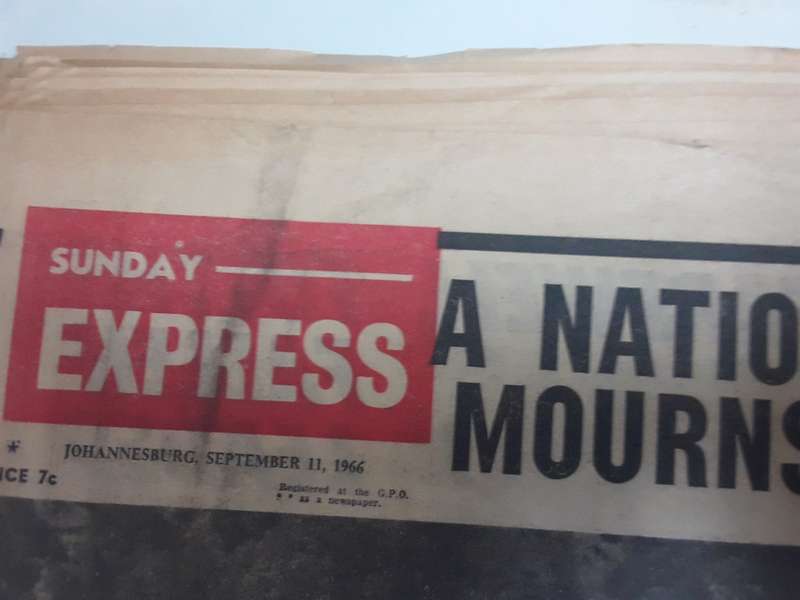 SUNDAY
EXPRESS
A NATIO
MOURNS
JOHANNESBURG, SEPTEMBER 11, 1966
ICE 7c
Registered at the G.P.O.
as a newspaper.